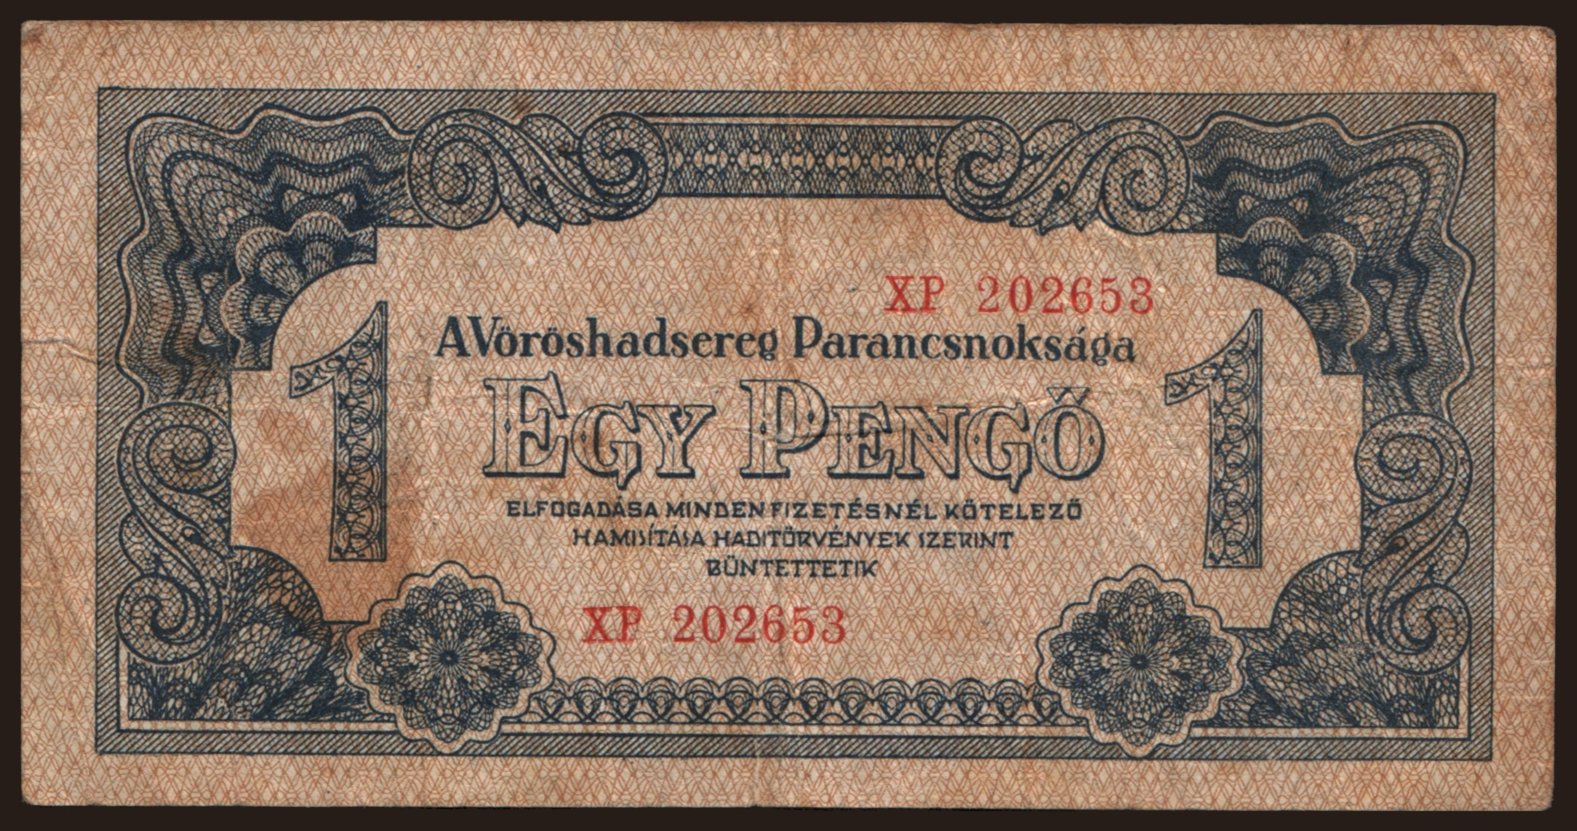 XP 202653
A Vöröshadsereg Parancsnoksága
1 EGY PENGŐ 1
ELFOGADÁSA MINDEN FIZETÉSNÉL KÖTELEZŐ
HAMISÍTÁSA HADITÖRVÉNYEK SZERINT
BÜNTETTETIK
XP 202653